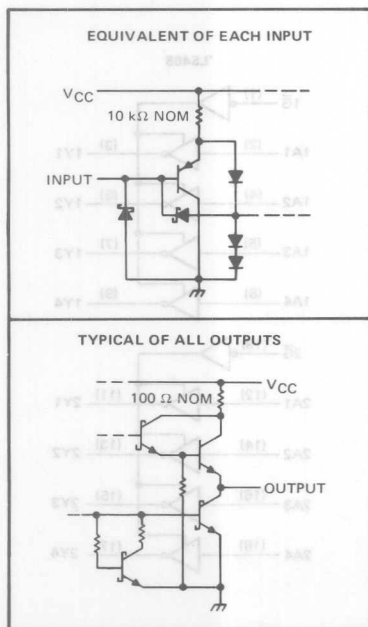 EQUIVALENT OF EACH INPUT
VCC
10 kΩ NOM
INPUT
TYPICAL OF ALL OUTPUTS
VCC
100 Ω NOM
OUTPUT